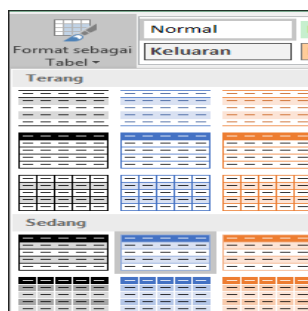 Format sebagai
Tabel
Normal
Keluaran
Terang
Sedang